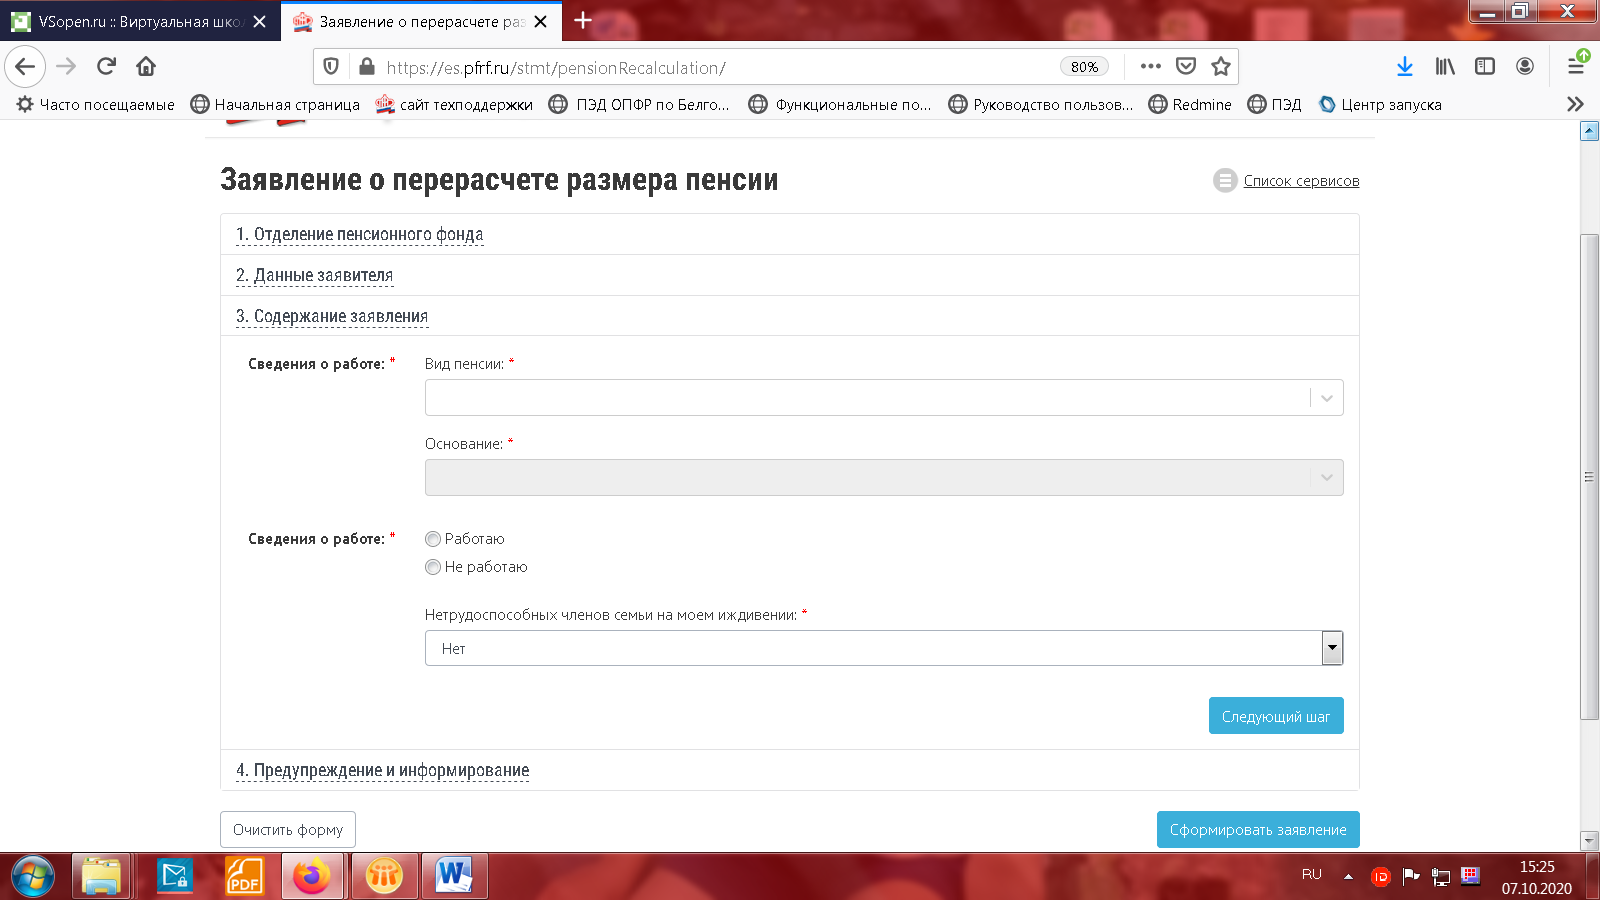 VSopen.ru :: Виртуальная шко
Заявление о перерасчете раз
https://es.pfrf.ru/stmt/pensionRecalculation/
80%
Часто посещаемые
Начальная страница
сайт техподдержки
ПЭД ОПФР по Белго...
Функциональные по...
Руководство пользов...
Redmine
ПЭД
Центр запуска
Заявление о перерасчете размера пенсии
Список сервисов
1. Отделение пенсионного фонда
2. Данные заявителя
3. Содержание заявления
Сведения о работе: *
Вид пенсии: *
Основание: *
Сведения о работе: *
Работаю
Не работаю
Нетрудоспособных членов семьи на моем иждивении: *
Нет
Следующий шаг
4. Предупреждение и информирование
Очистить форму
Сформировать заявление
PDF
W
RU
iD
15:25
07.10.2020